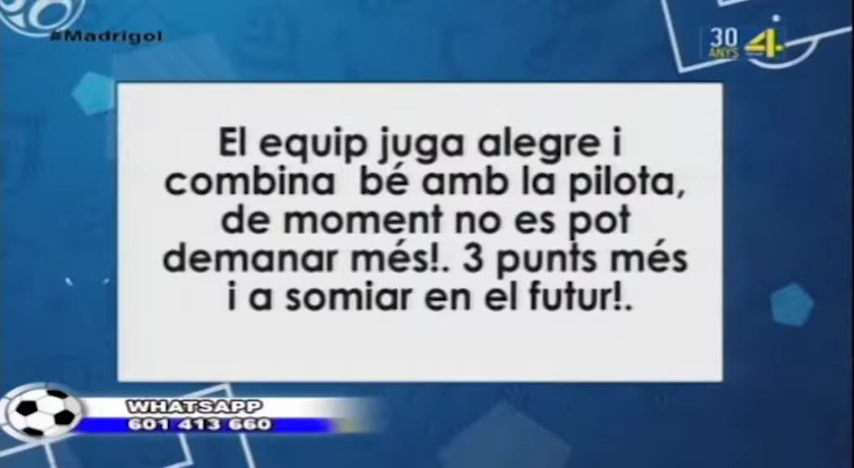 #Madrigol
30
ANYS
4
El equip juga alegre i
combina bé amb la pilota,
de moment no es pot
demanar més!. 3 punts més
i a somiar en el futur!.
WHATSAPP
601 413 660